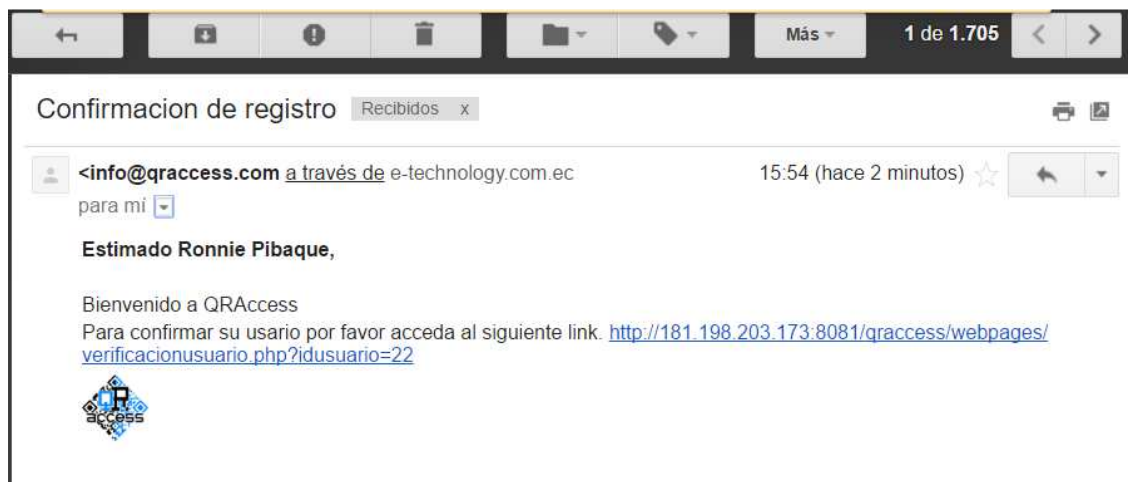 Más
1 de 1.705
Confirmacion de registro Recibidos x
<info@qraccess.com a través de e-technology.com.ec 15:54 (hace 2 minutos)
para mí
Estimado Ronnie Pibaque,
Bienvenido a QRAccess
Para confirmar su usario por favor acceda al siguiente link. http://181.198.203.173:8081/qraccess/webpages/
verificacionusuario.php?idusuario=22
QR
access